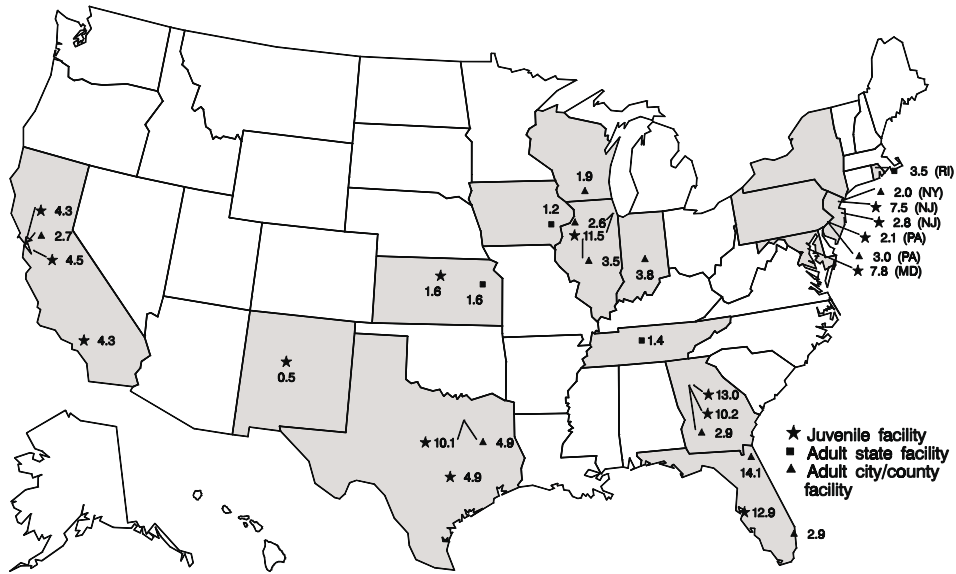 3.5 (RI)
1.9
2.0 (NY)
7.5 (NJ)
1.2
4.3
2.6
2.8 (NJ)
11.5
2.7
2.1 (PA)
3.0 (PA)
4.5
3.5
3.8
7.8 (MD)
1.6
1.6
4.3
1.4
0.5
13.0
10.2
2.9
10.1
4.9
Juvenile facility
Adult state facility
Adult city/county
facility
14.1
4.9
12.9
2.9